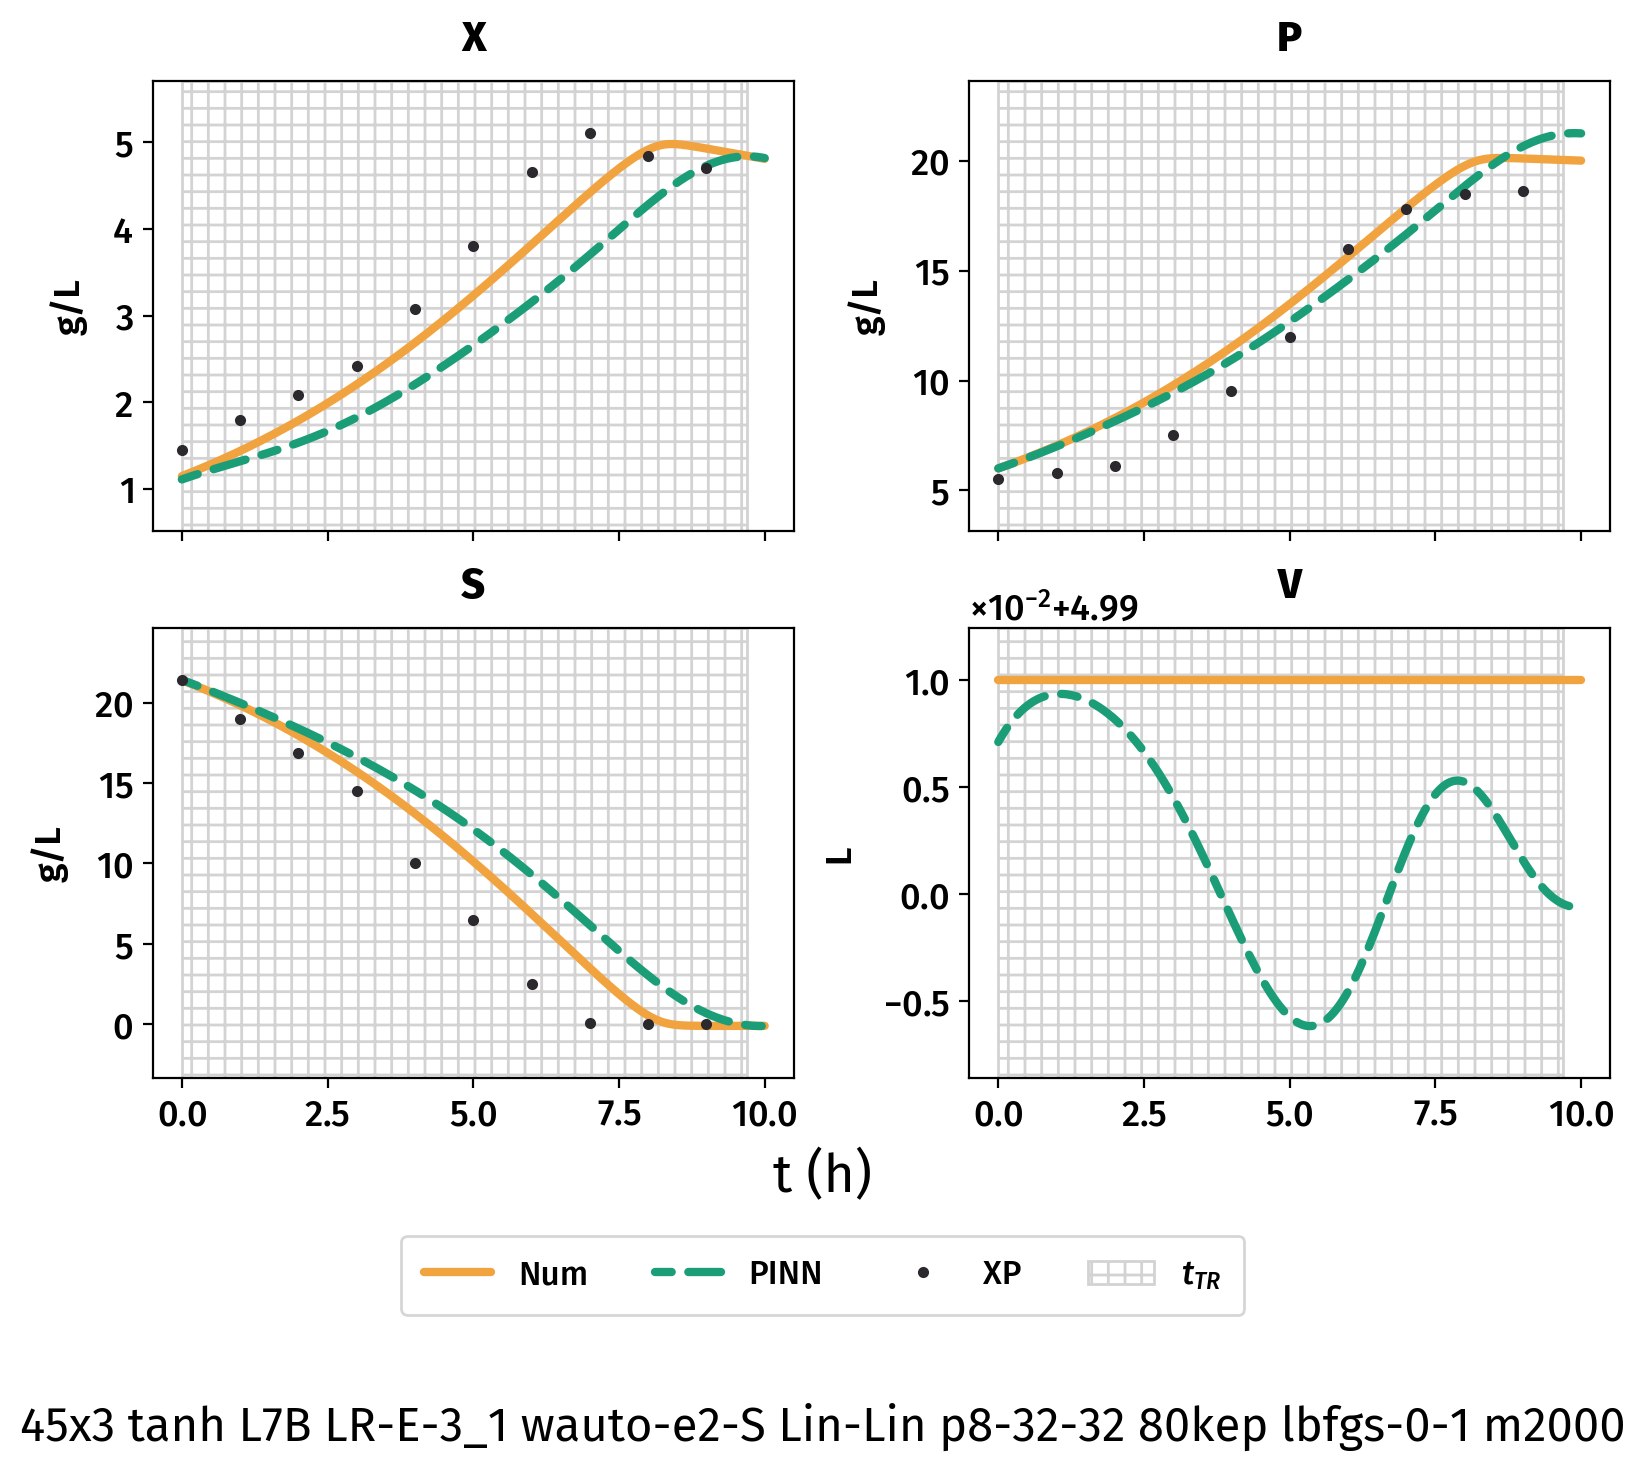 X
P
5
4
3
2
1
g/L
20
15
10
5
g/L
S
V
×10⁻²+4.99
20
15
10
5
0
g/L
1.0
0.5
0.0
−0.5
L
0.0 2.5 5.0 7.5 10.0
0.0 2.5 5.0 7.5 10.0
t (h)
Num PINN XP t_TR
45x3 tanh L7B LR-E-3_1 wauto-e2-S Lin-Lin p8-32-32 80kep lbfgs-0-1 m2000